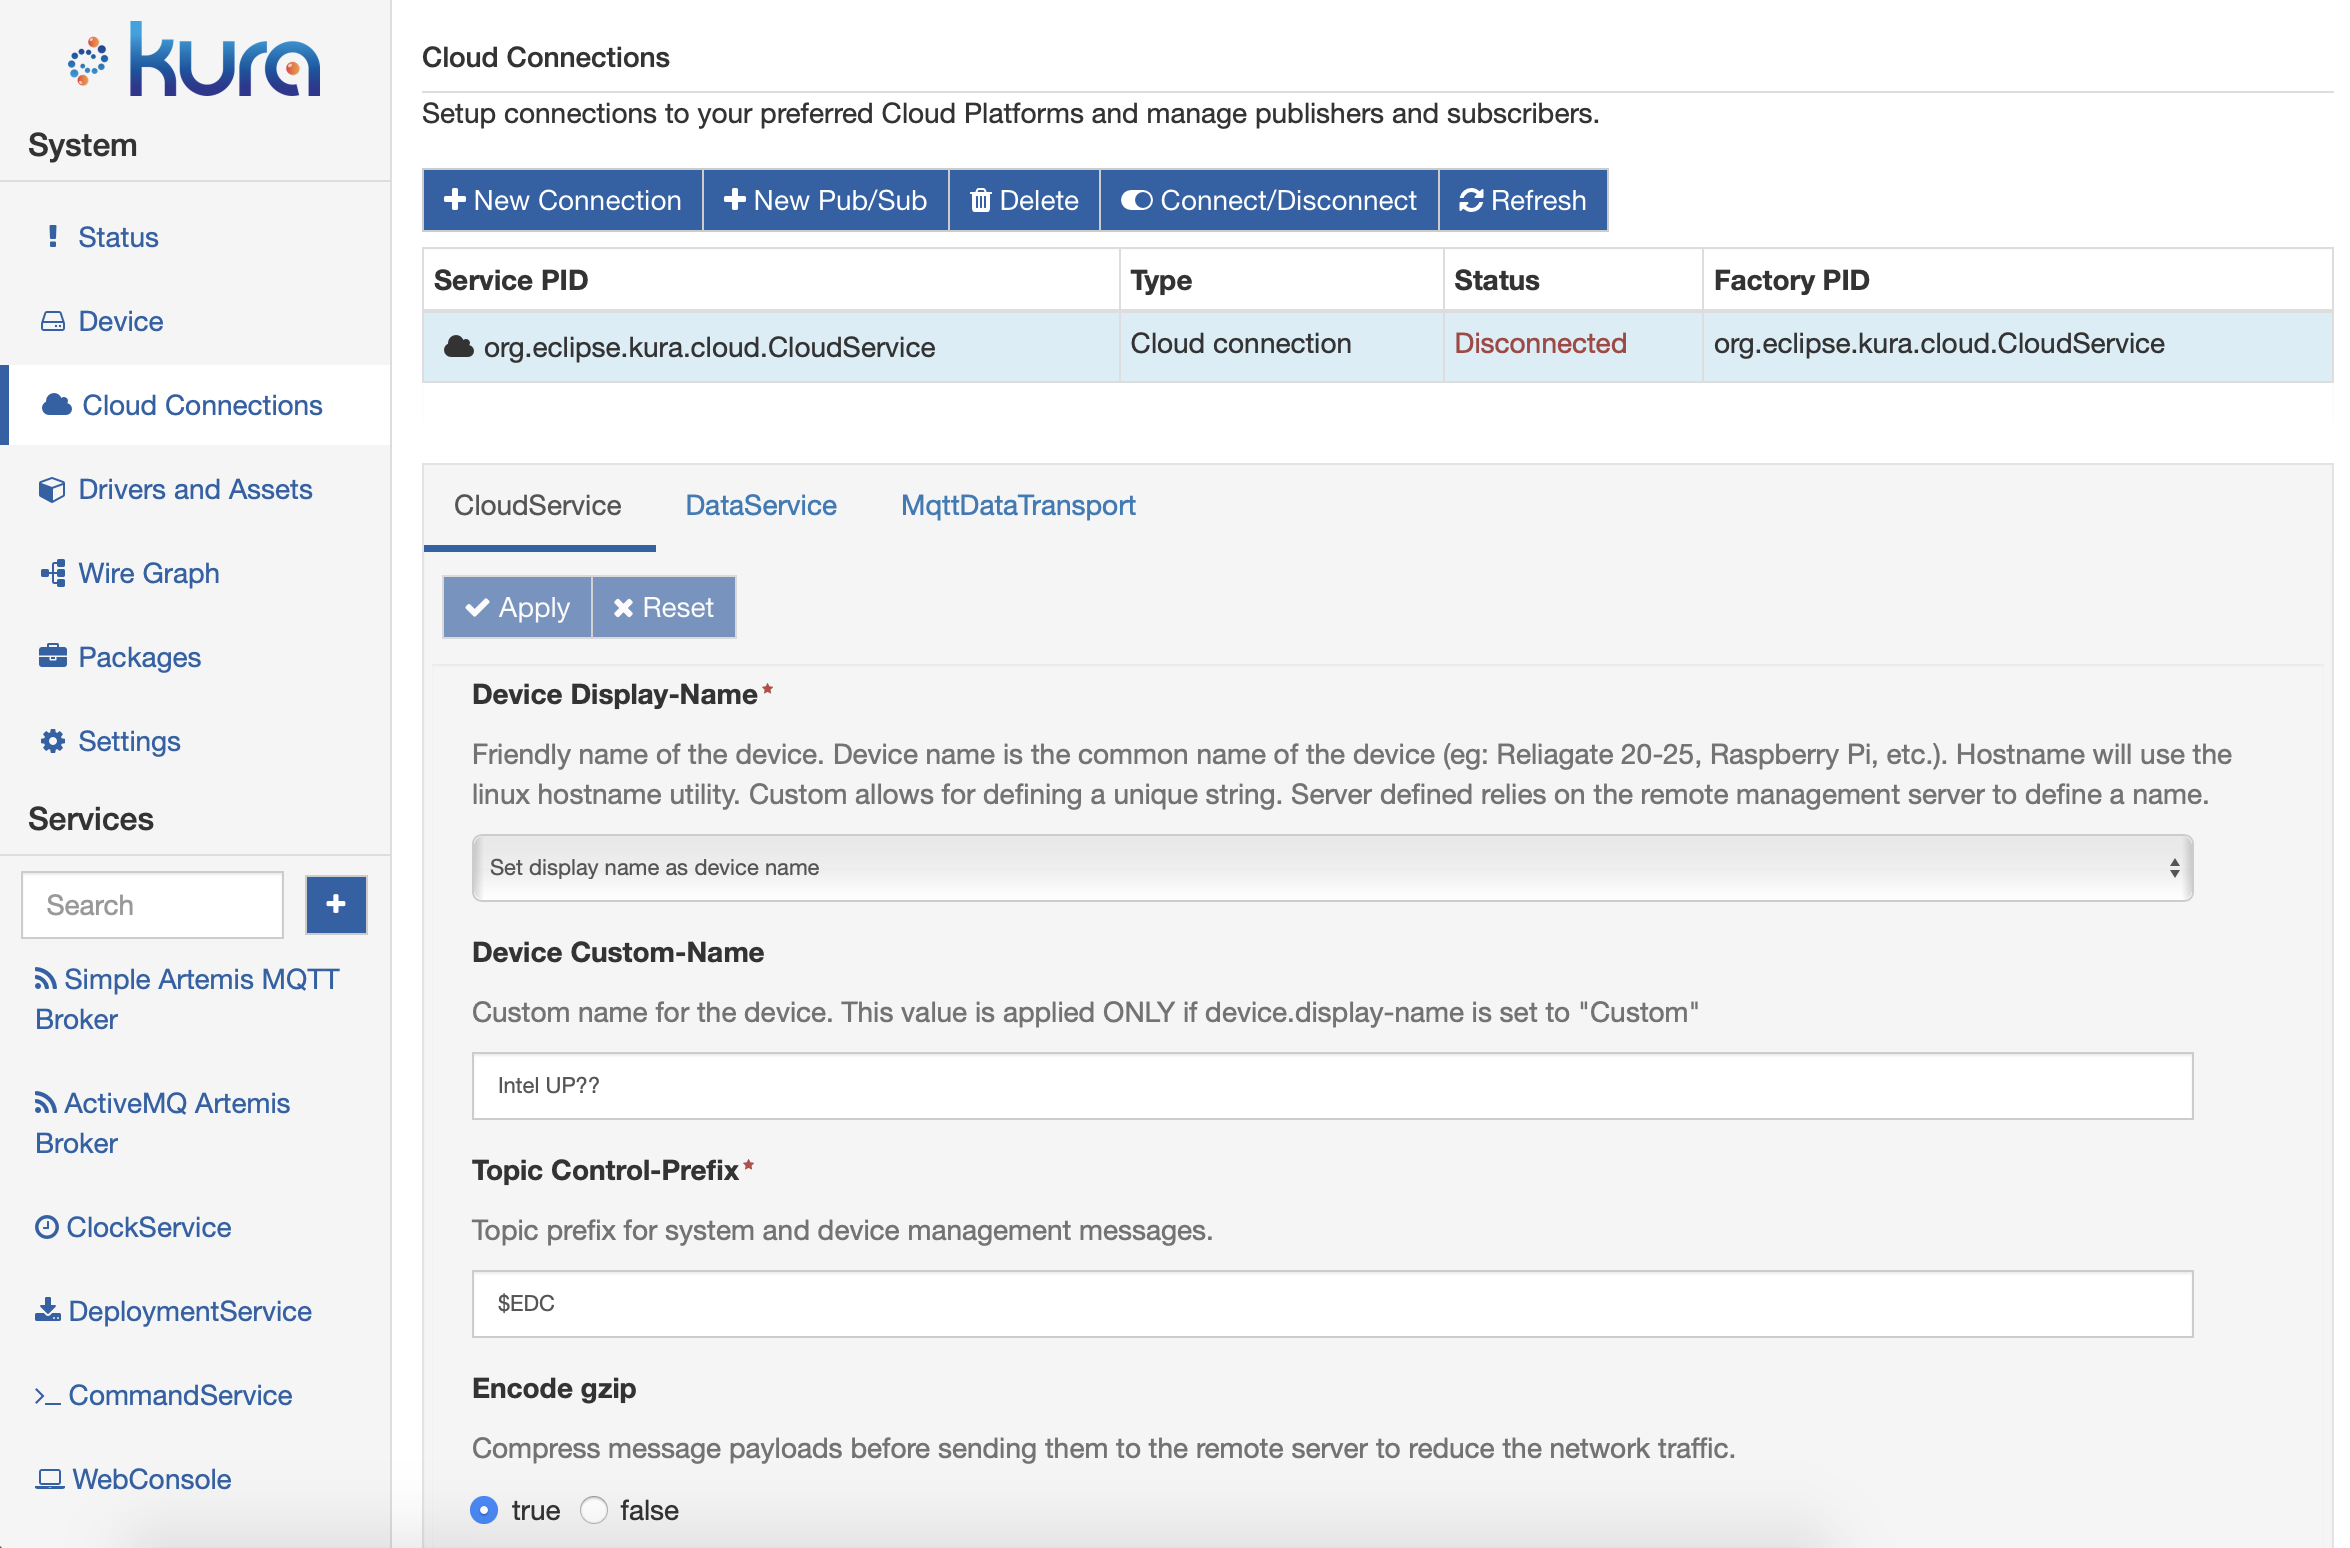 kura
System
Status
Device
Cloud Connections
Drivers and Assets
Wire Graph
Packages
Settings
Services
Search
Simple Artemis MQTT
Broker
ActiveMQ Artemis
Broker
ClockService
DeploymentService
CommandService
WebConsole
Cloud Connections
Setup connections to your preferred Cloud Platforms and manage publishers and subscribers.
New Connection New Pub/Sub Delete Connect/Disconnect Refresh
Service PID Type Status Factory PID
org.eclipse.kura.cloud.CloudService Cloud connection Disconnected org.eclipse.kura.cloud.CloudService
CloudService DataService MqttDataTransport
Apply Reset
Device Display-Name*
Friendly name of the device. Device name is the common name of the device (eg: Reliagate 20-25, Raspberry Pi, etc.). Hostname will use the
linux hostname utility. Custom allows for defining a unique string. Server defined relies on the remote management server to define a name.
Set display name as device name
Device Custom-Name
Custom name for the device. This value is applied ONLY if device.display-name is set to "Custom"
Intel UP??
Topic Control-Prefix*
Topic prefix for system and device management messages.
$EDC
Encode gzip
Compress message payloads before sending them to the remote server to reduce the network traffic.
true false